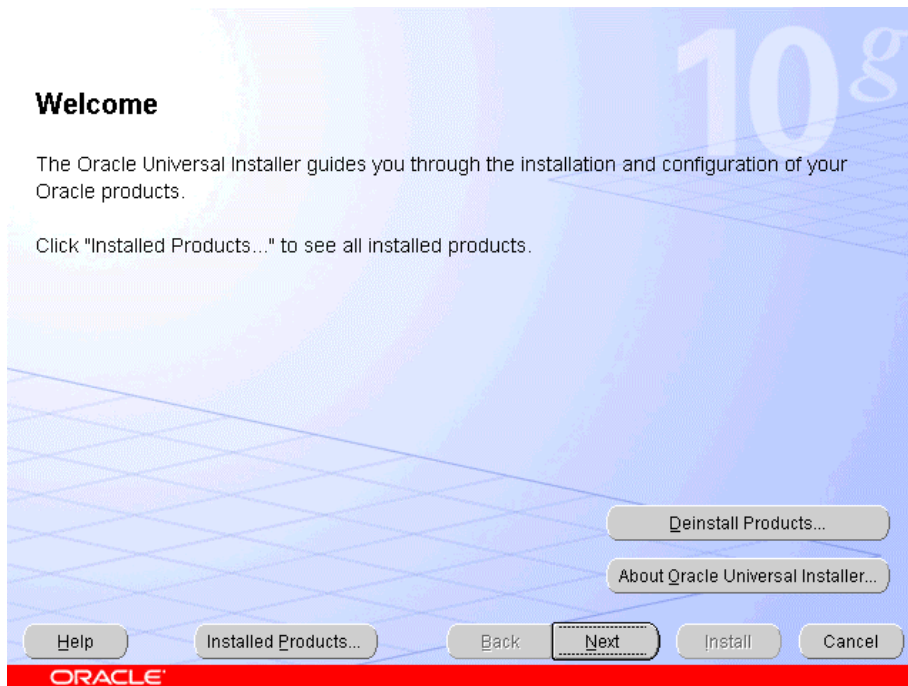 10g
Welcome
The Oracle Universal Installer guides you through the installation and configuration of your
Oracle products.
Click "Installed Products..." to see all installed products.
Deinstall Products...
About Oracle Universal Installer...
Help Installed Products... Back Next Install Cancel
ORACLE